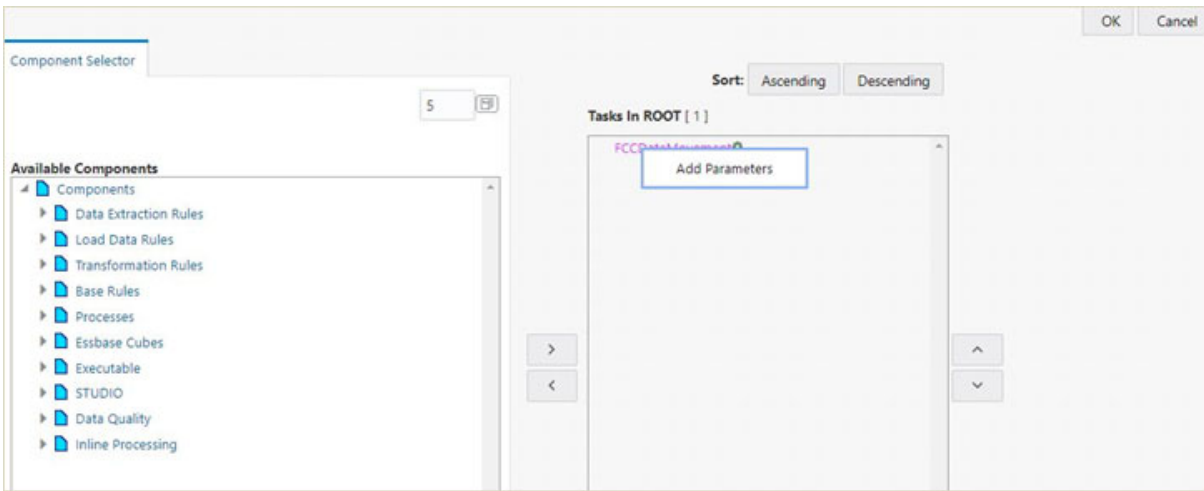 OK Cancel
Component Selector
Sort: Ascending Descending
5
Tasks In ROOT [ 1 ]
Add Parameters
Available Components
Components
Data Extraction Rules
Load Data Rules
Transformation Rules
Base Rules
Processes
Essbase Cubes
Executable
STUDIO
Data Quality
Inline Processing